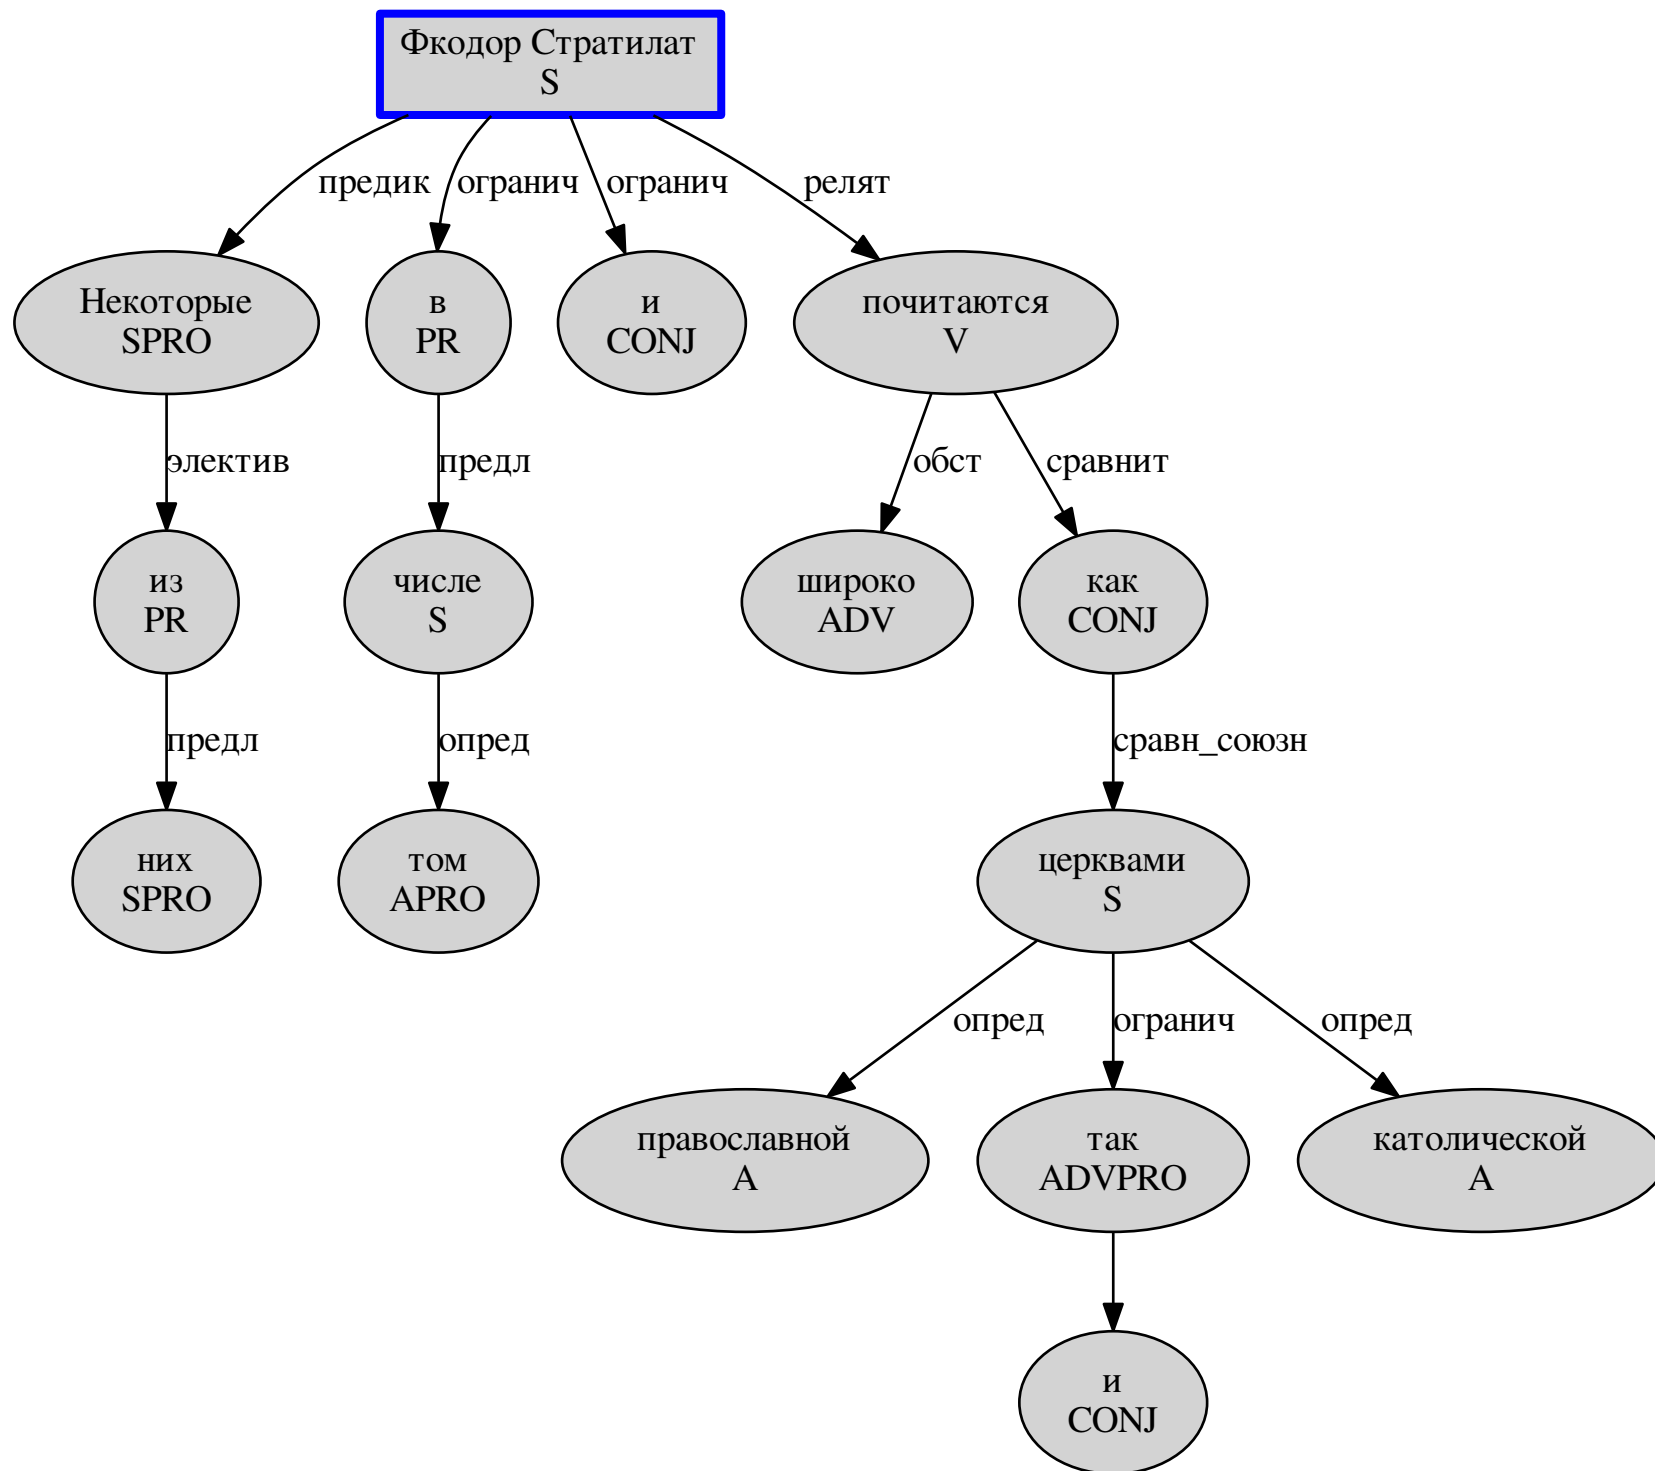 Фкодор Стратилат
S
предик
огранич
огранич
релят
Некоторые
SPRO
в
PR
и
CONJ
почитаются
V
электив
предл
обст
сравнит
из
PR
числе
S
широко
ADV
как
CONJ
предл
опред
сравн_союзн
них
SPRO
том
APRO
церквами
S
опред
огранич
опред
православной
A
так
ADVPRO
католической
A
и
CONJ